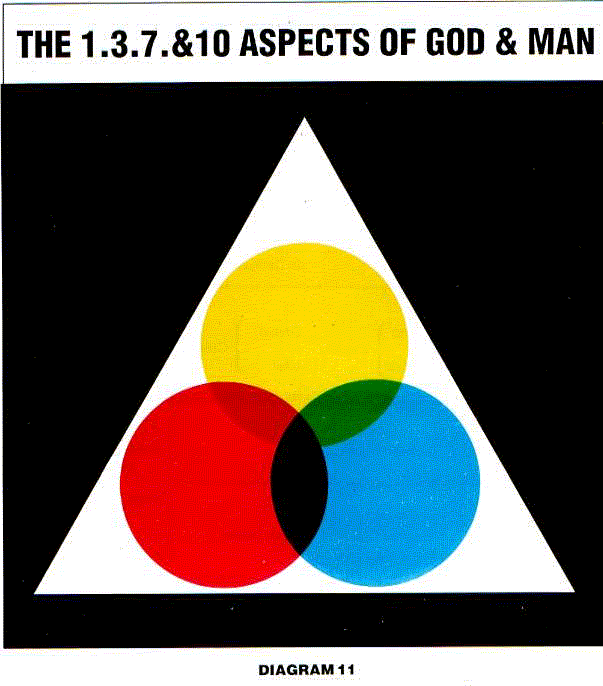 THE 1.3.7.&10 ASPECTS OF GOD & MAN
DIAGRAM 11